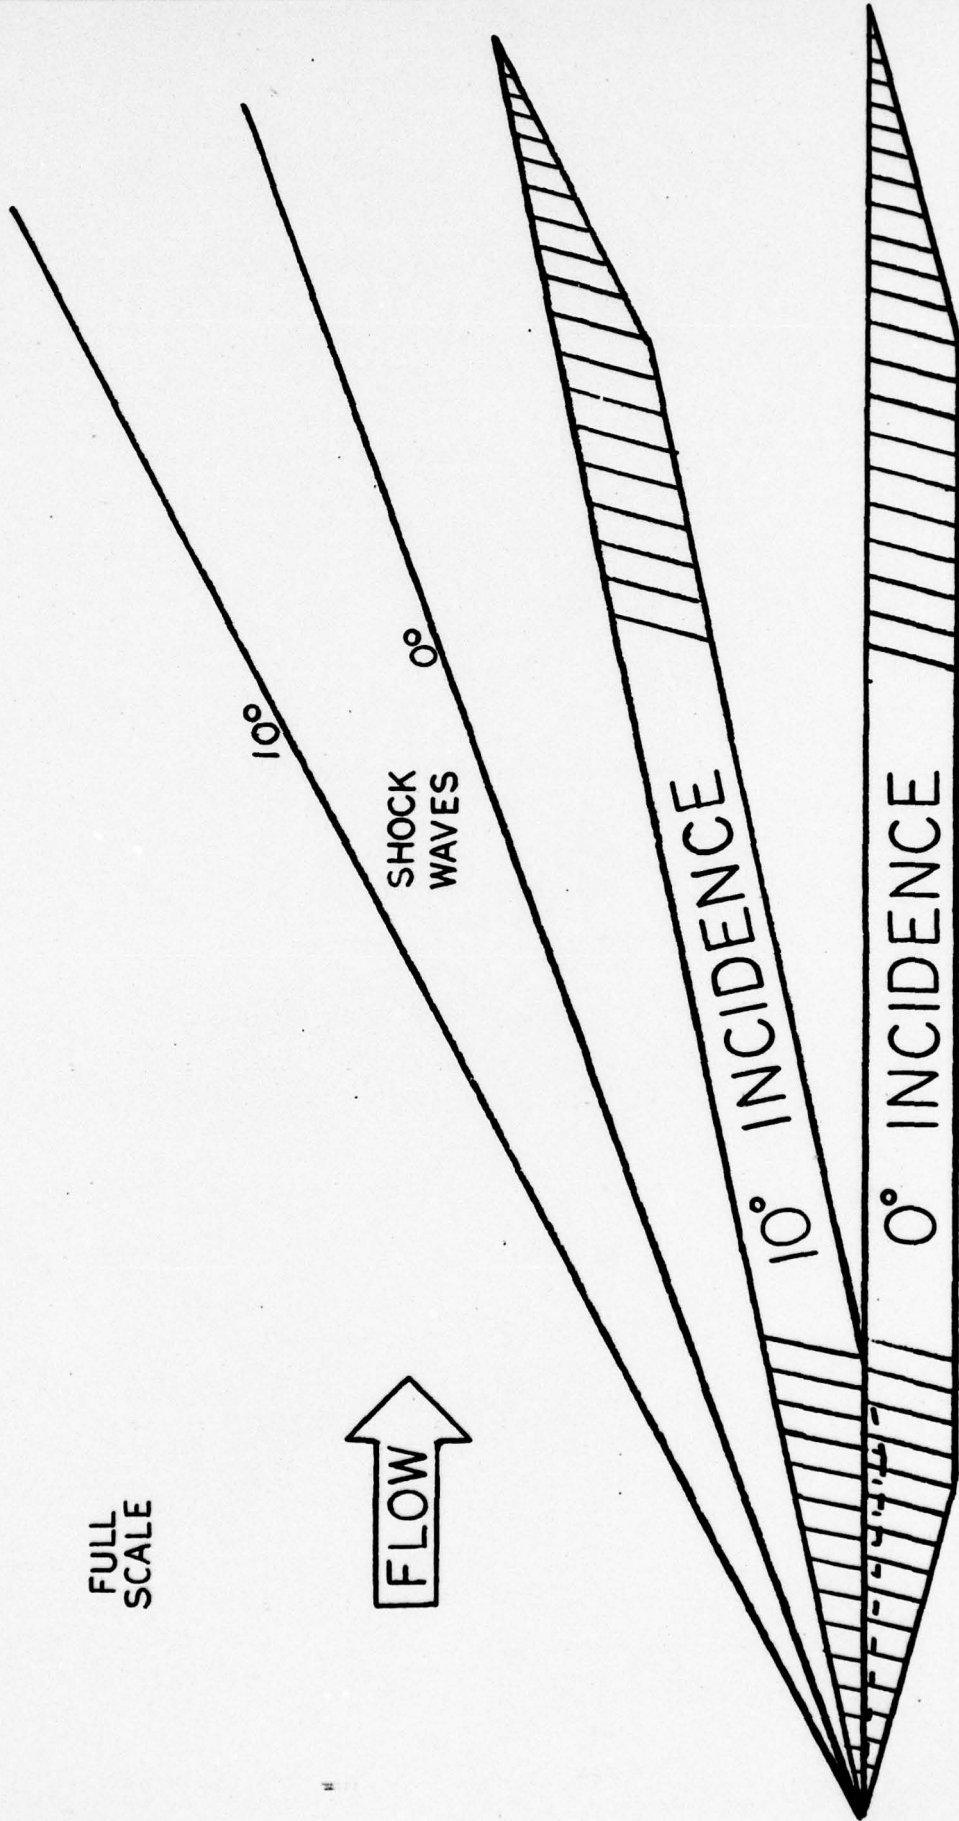 FULL
SCALE
FLOW
10°
0°
SHOCK
WAVES
10° INCIDENCE
0° INCIDENCE